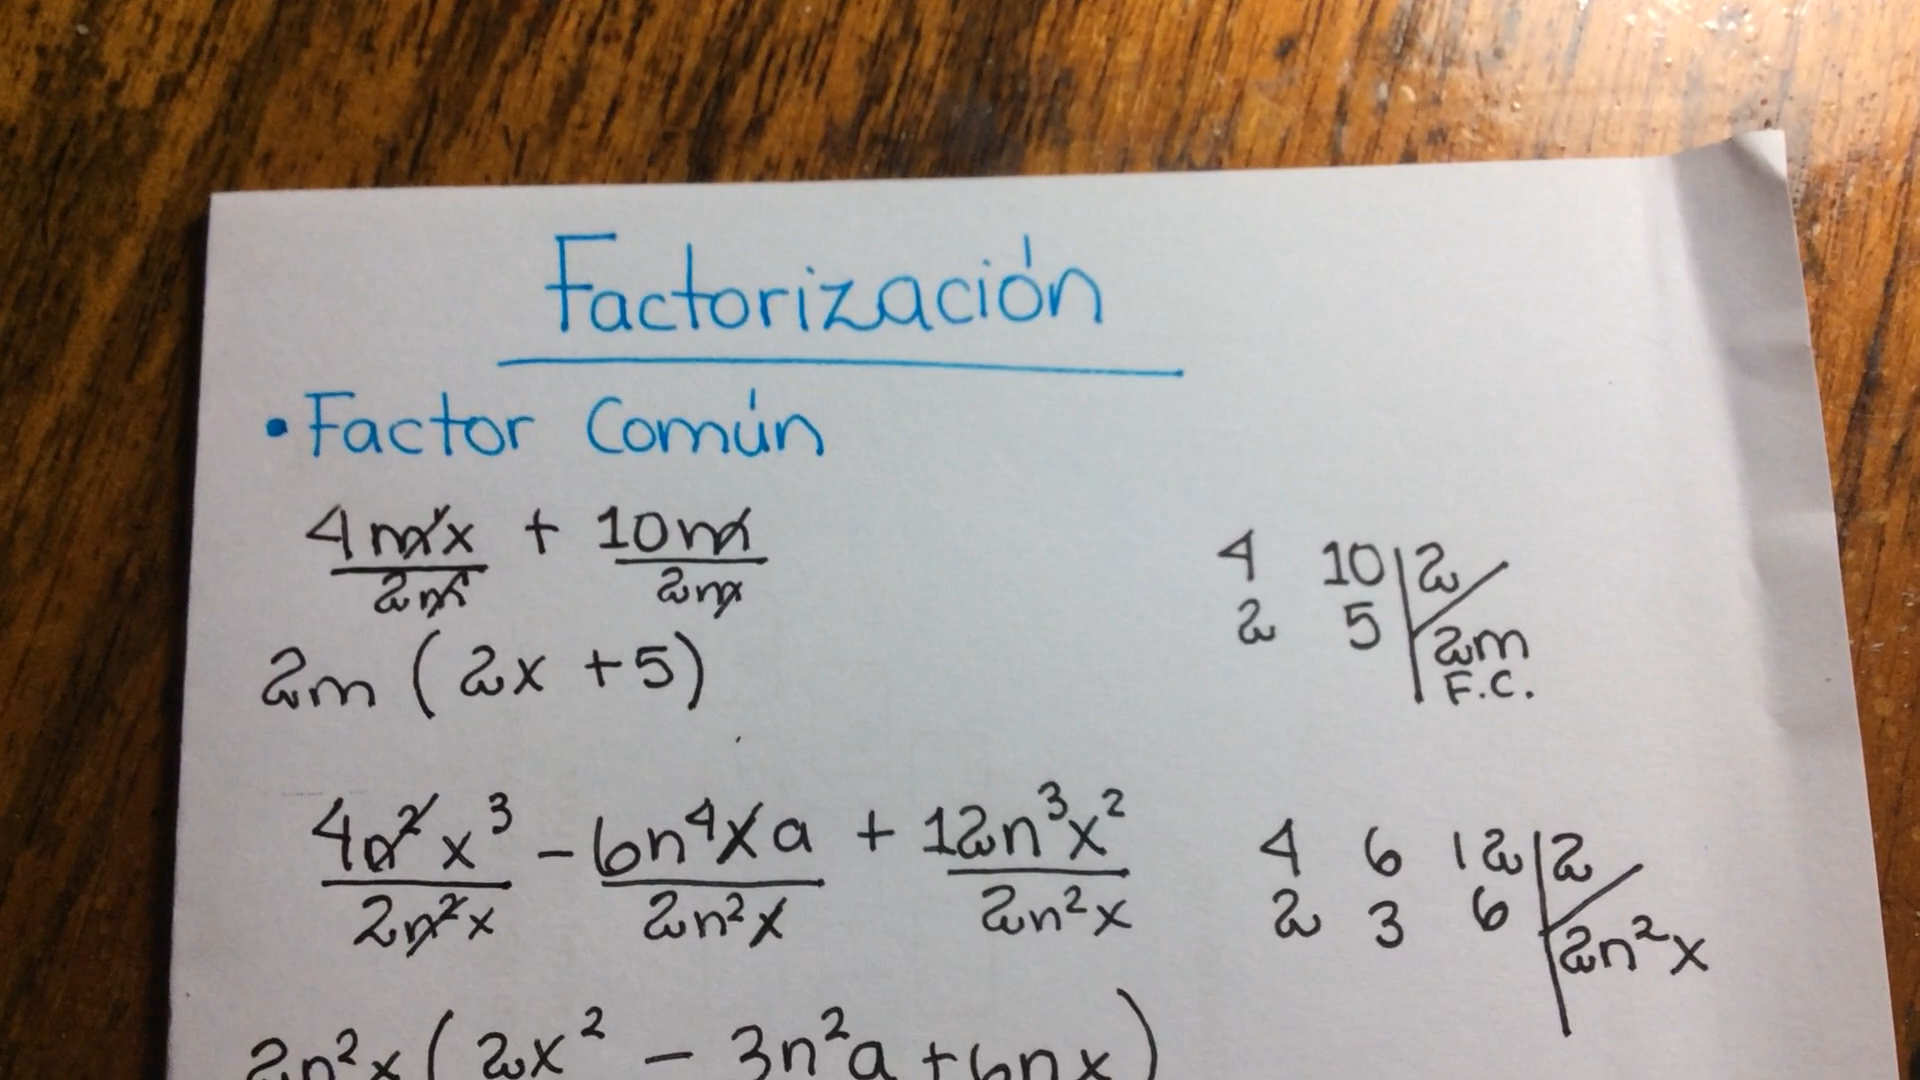 Factorización
• Factor Común
4mx + 10m
2m 2m
2m (2x + 5)
4 10 | 2
2 5 | 2m
F.C.
4n²x³ - 6n⁴xa + 12n³x²
2n²x 2n²x 2n²x
4 6 12 | 2
2 3 6 | 2n²x
2n²x (2x² - 3n²a + 6nx)